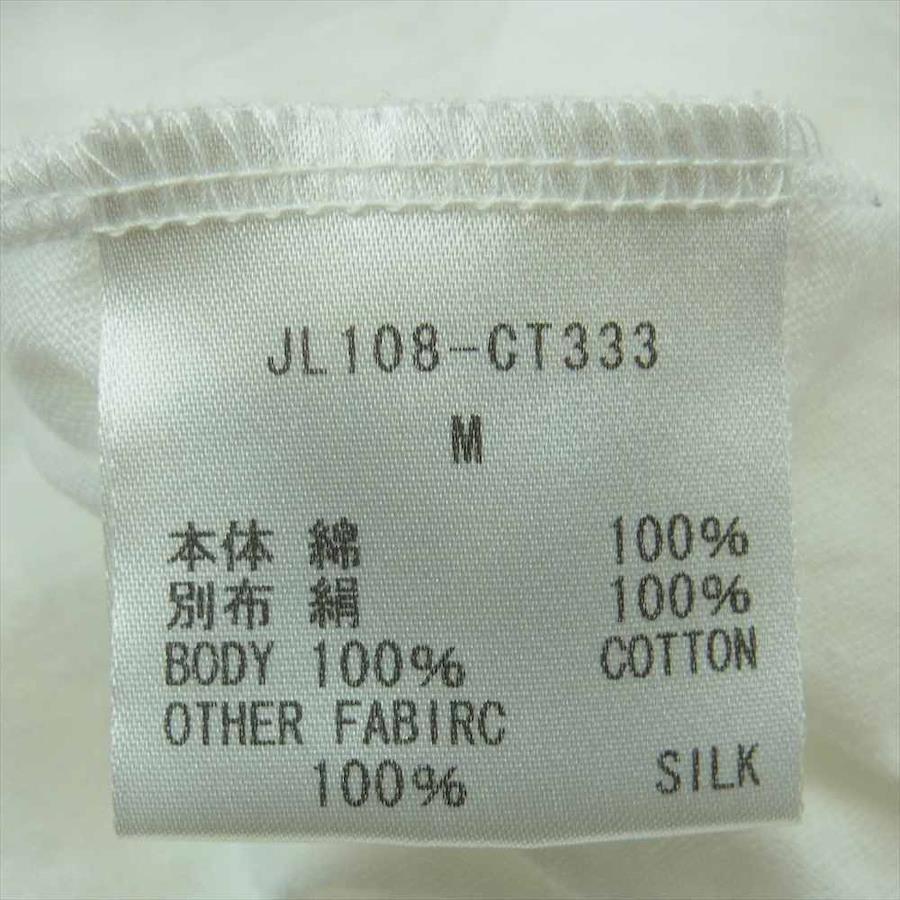 JL108-CT333
M
本体 綿 100%
別布 絹 100%
BODY 100% COTTON
OTHER FABIRC
100% SILK